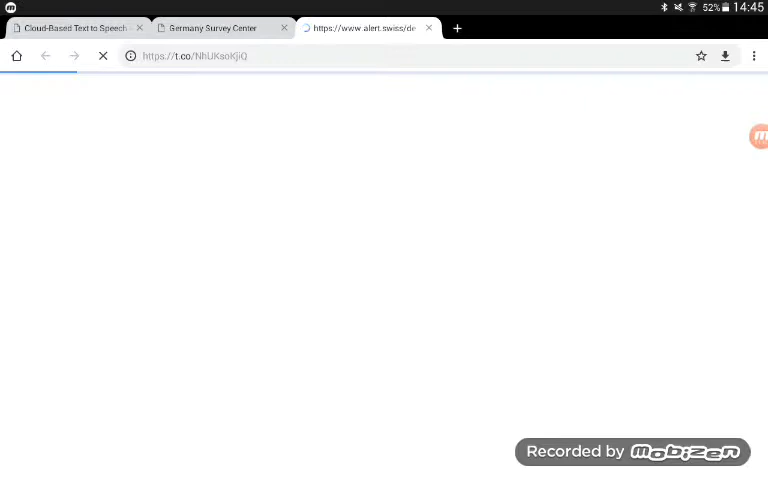 52% 14:45
Cloud-Based Text to Speech
Germany Survey Center
https://www.alert.swiss/de
https://t.co/NhUKsoKjiQ
Recorded by Mobizen